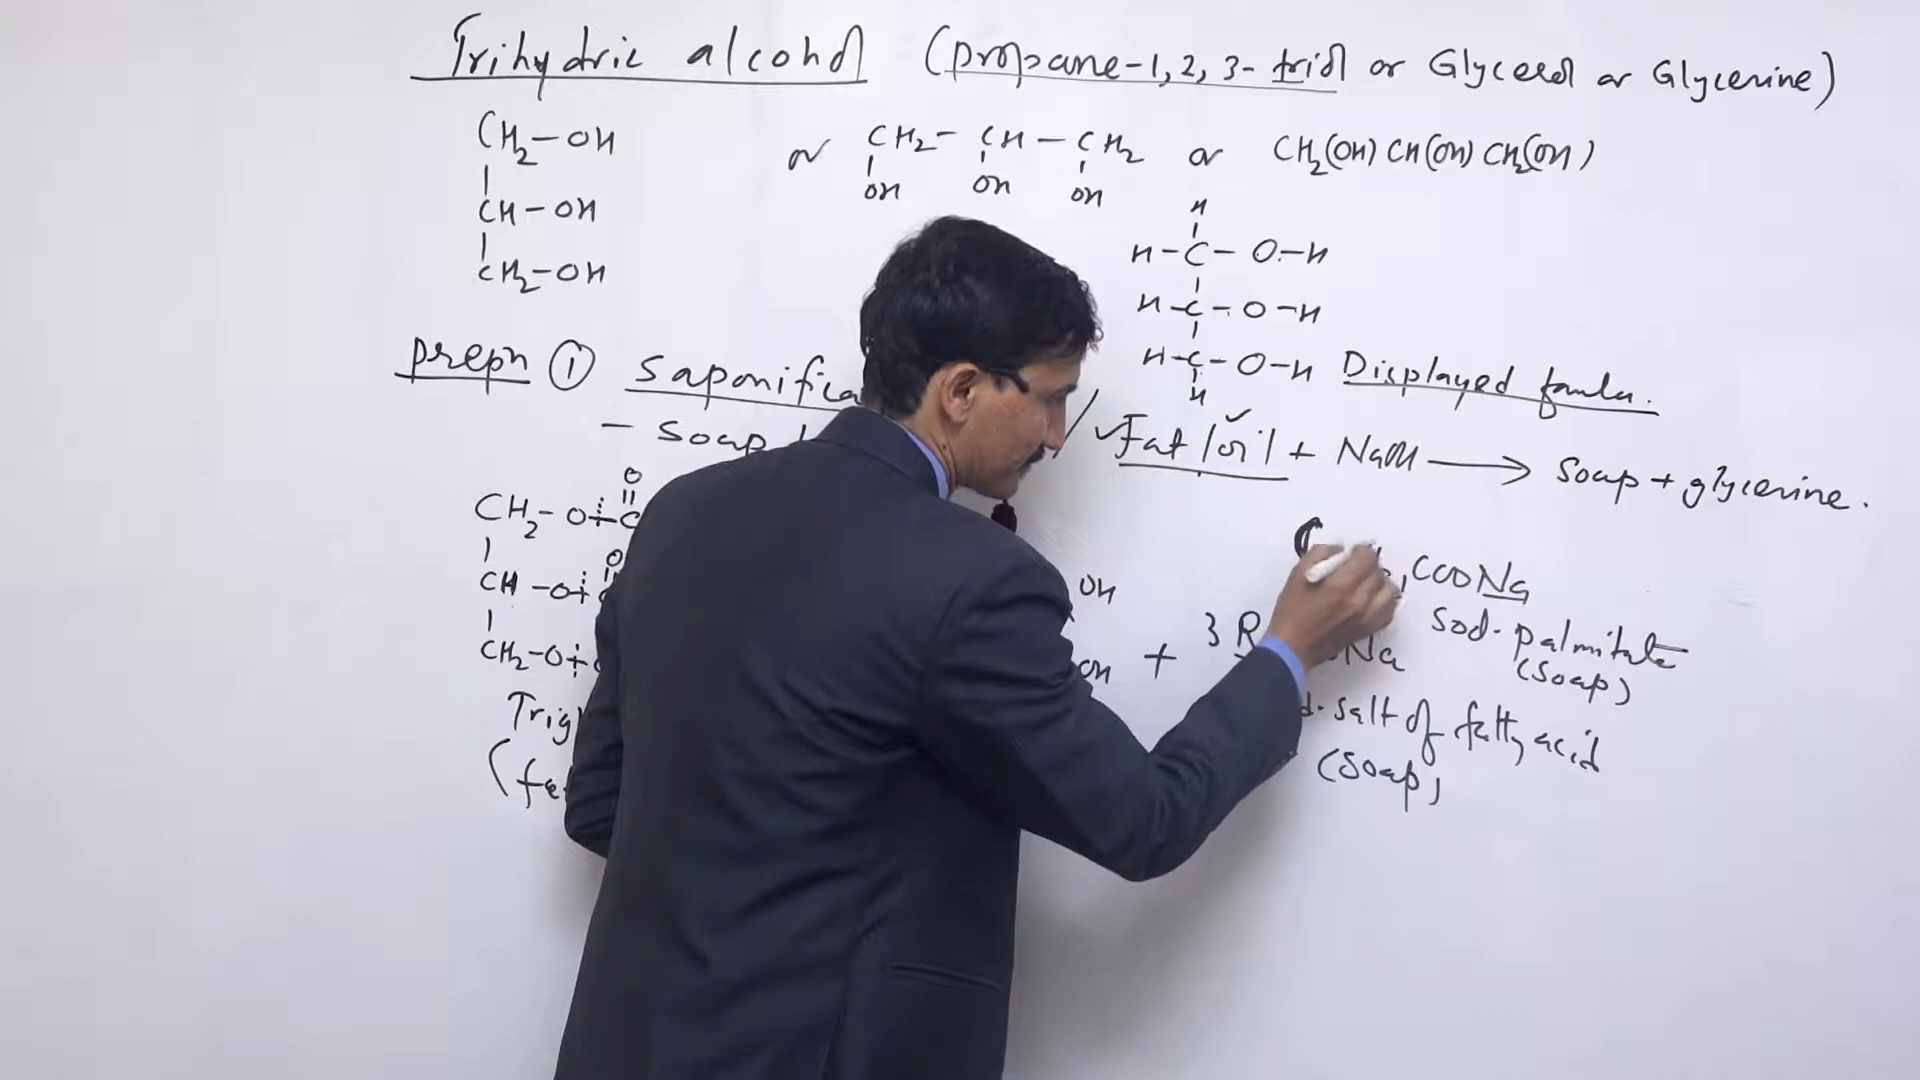 Trihydric alcohol (propane-1,2,3-triol or Glycerol or Glycerine)
CH2-OH
CH-OH
CH2-OH
or CH2-CH-CH2 or CH2(OH)CH(OH)CH2(OH)
OH OH OH
H
H-C-O-H
H-C-O-H
H-C-O-H Displayed
H
Prepn ① Saponifica
- Soap / Fat/oil + NaOH → Soap + glycerine.
O
CH2-O-C
O
CH-O-
CH2-O-
Trigl
(fa
OH
OH + 3 R Na
COONa
Sod. palmitate
(soap)
d. salt of fatty acid
(soap)